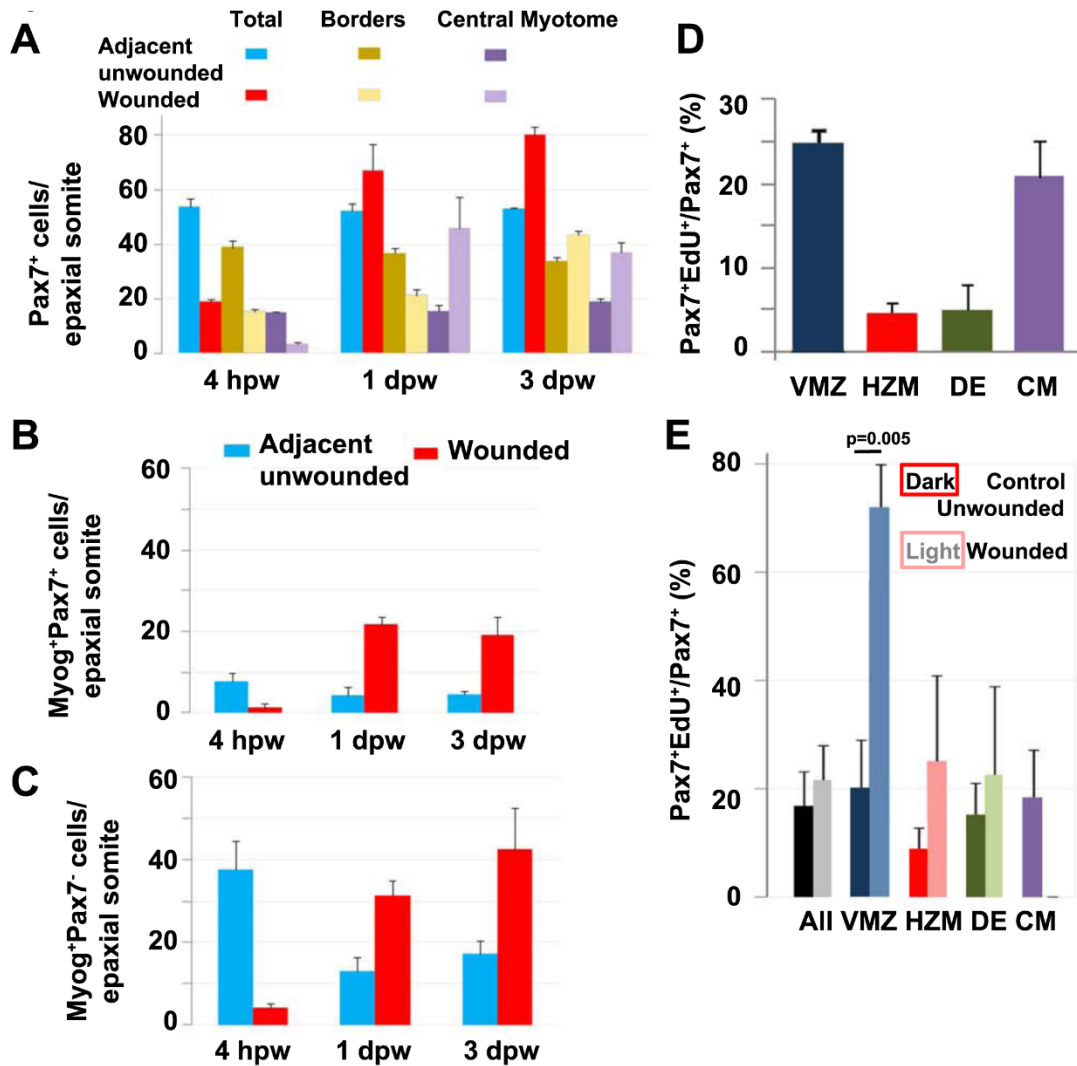 A
Total Borders Central Myotome
Adjacent
unwounded
Wounded
Pax7⁺ cells/
epaxial somite
80
60
40
20
0
4 hpw 1 dpw 3 dpw
B
Adjacent
unwounded
Wounded
Myog⁺Pax7⁺ cells/
epaxial somite
60
40
20
0
4 hpw 1 dpw 3 dpw
C
Myog⁺Pax7⁻ cells/
epaxial somite
60
40
20
0
4 hpw 1 dpw 3 dpw
D
Pax7⁺EdU⁺/Pax7⁺ (%)
30
20
10
0
VMZ HZM DE CM
E
p=0.005
Dark Control
Unwounded
Light Wounded
Pax7⁺EdU⁺/Pax7⁺ (%)
80
60
40
20
0
All VMZ HZM DE CM